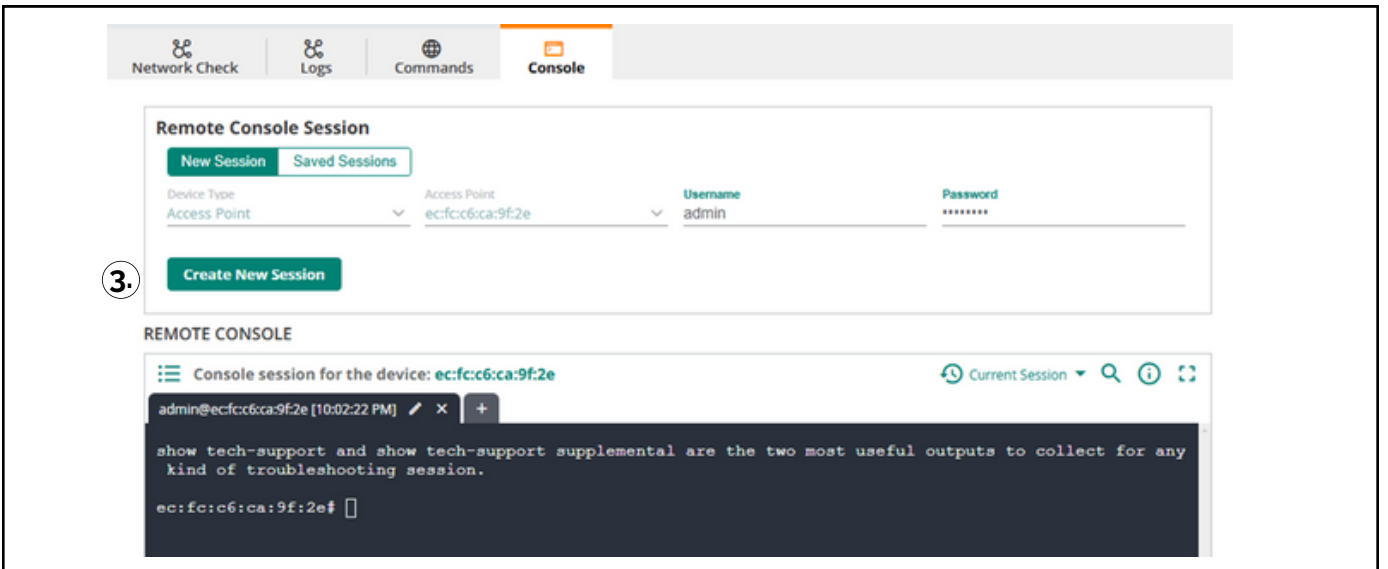 Network Check Logs Commands Console
Remote Console Session
New Session Saved Sessions
Device Type Access Point Username Password
Access Point ec:fc:c6:ca:9f:2e admin ********
3. Create New Session
REMOTE CONSOLE
Console session for the device: ec:fc:c6:ca:9f:2e Current Session
admin@ec:fc:c6:ca:9f:2e [10:02:22 PM] × +
show tech-support and show tech-support supplemental are the two most useful outputs to collect for any
kind of troubleshooting session.
ec:fc:c6:ca:9f:2e#